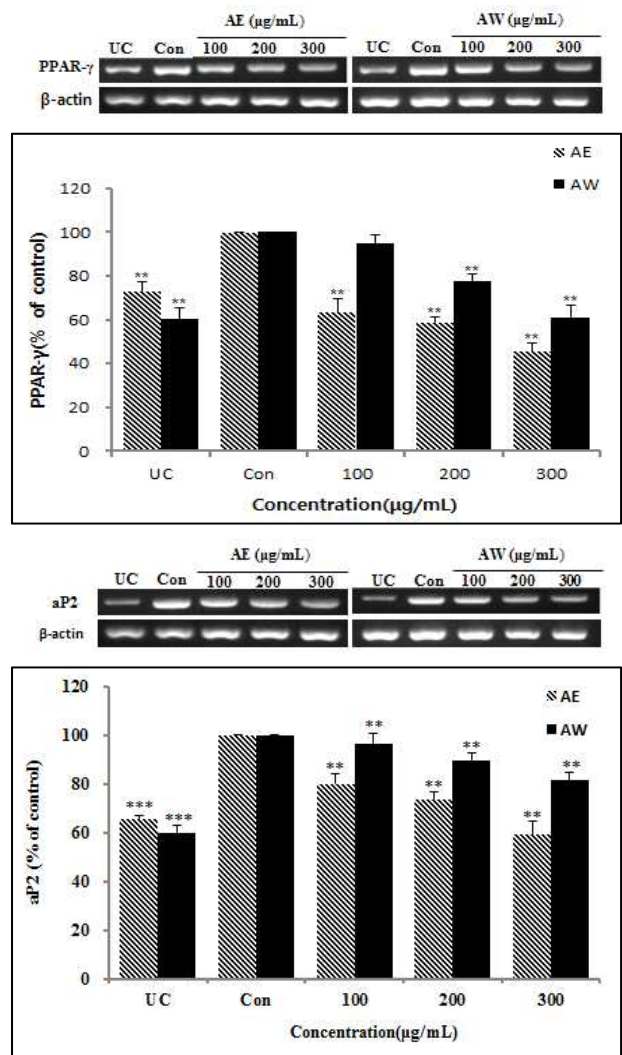 AE (µg/mL) AW (µg/mL)
UC Con 100 200 300 UC Con 100 200 300
PPAR-γ
β-actin
AE
AW
120
100
80
60
40
20
0
PPAR-γ(% of control)
** ** ** ** ** ** **
UC Con 100 200 300
Concentration(µg/mL)
AE (µg/mL) AW (µg/mL)
UC Con 100 200 300 UC Con 100 200 300
aP2
β-actin
AE
AW
120
100
80
60
40
20
0
aP2 (% of control)
*** *** ** ** ** ** ** **
UC Con 100 200 300
Concentration(µg/mL)